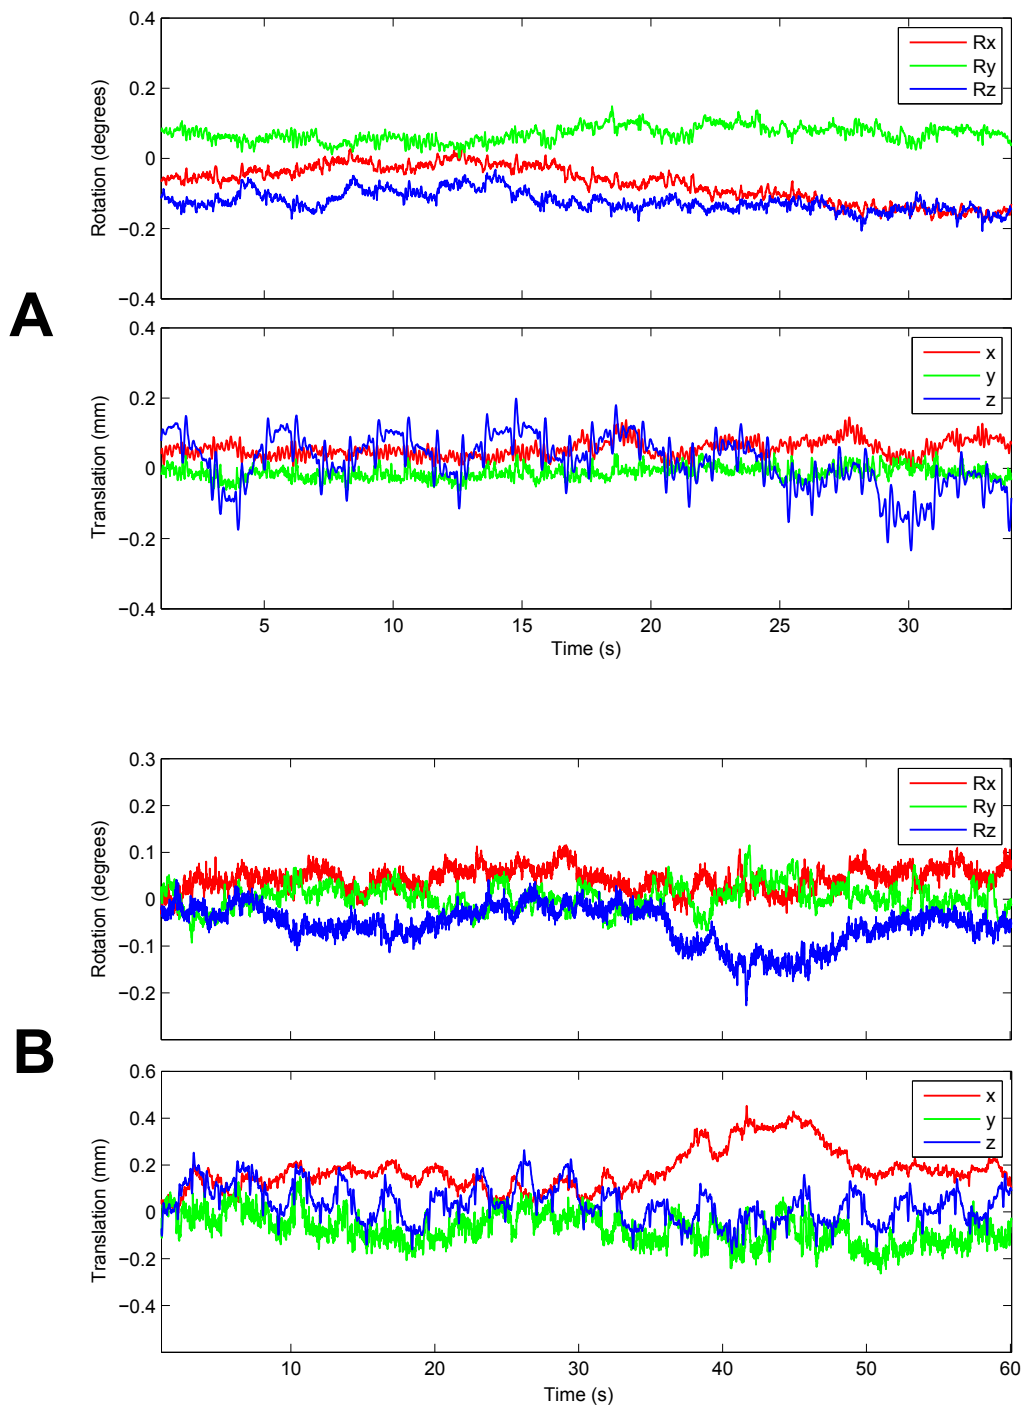 A
0.4
0.2
0
−0.2
−0.4
Rotation (degrees)
Rx
Ry
Rz
0.4
0.2
0
−0.2
−0.4
Translation (mm)
x
y
z
5 10 15 20 25 30
Time (s)
B
0.3
0.2
0.1
0
−0.1
−0.2
Rotation (degrees)
Rx
Ry
Rz
0.6
0.4
0.2
0
−0.2
−0.4
Translation (mm)
x
y
z
10 20 30 40 50 60
Time (s)